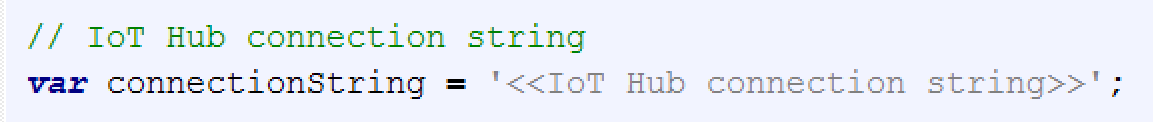 // IoT Hub connection string
var connectionString = '<<IoT Hub connection string>>';